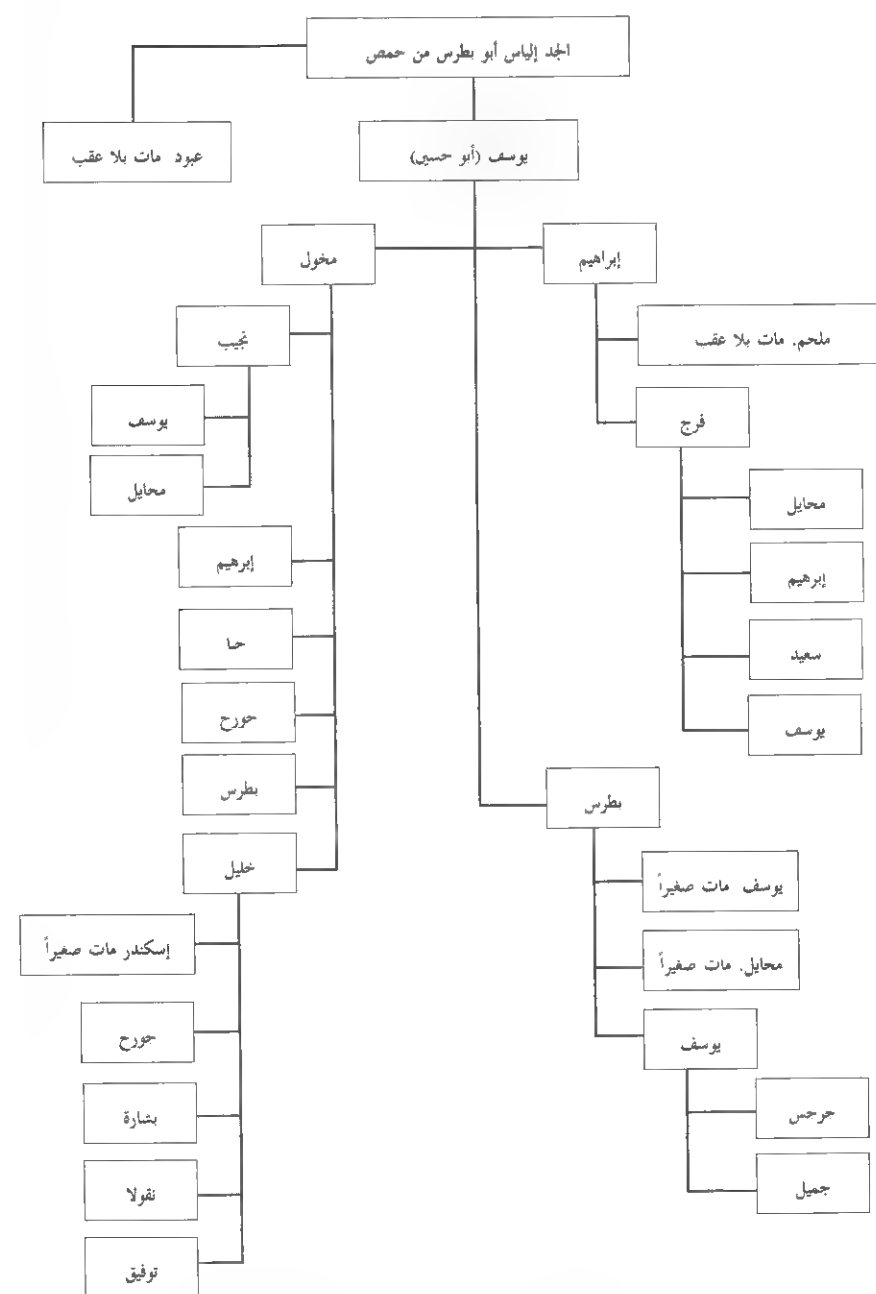 الجد إلياس أبو بطرس من حمص
يوسف (أبو حسين)
عبود مات بلا عقب
إبراهيم
مخول
ملحم. مات بلا عقب
نجيب
فرج
يوسف
محايل
محايل
إبرهيم
إبرهيم
حنا
سعيد
جورج
يوسف
بطرس
بطرس
خليل
يوسف مات صغيراً
إسكندر مات صغيراً
محايل. مات صغيراً
جورج
يوسف
بشارة
جرجس
نقولا
جميل
توفيق